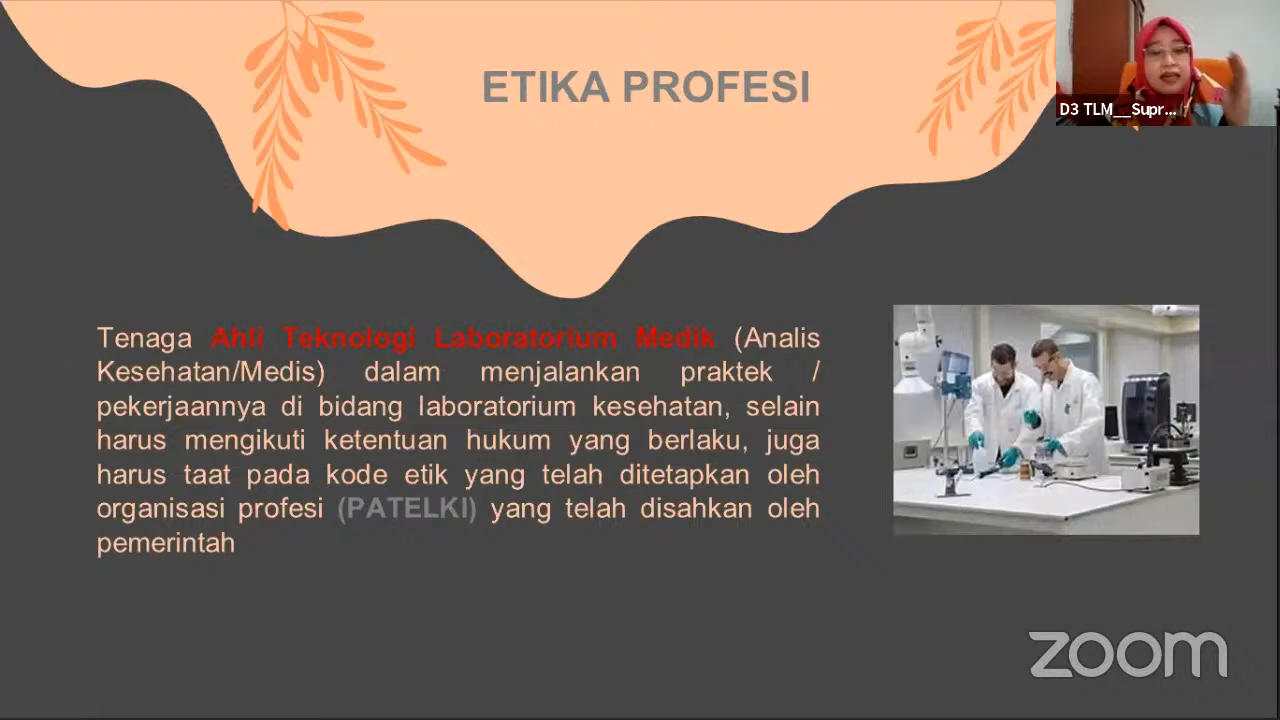 ETIKA PROFESI
D3 TLM__Supr...
Tenaga Ahli Teknologi Laboratorium Medik (Analis
Kesehatan/Medis) dalam menjalankan praktek /
pekerjaannya di bidang laboratorium kesehatan, selain
harus mengikuti ketentuan hukum yang berlaku, juga
harus taat pada kode etik yang telah ditetapkan oleh
organisasi profesi (PATELKI) yang telah disahkan oleh
pemerintah
zoom